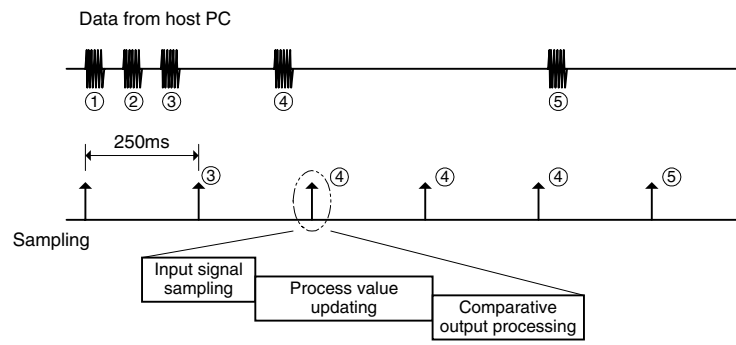 Data from host PC
① ② ③ ④ ⑤
250ms
③ ④ ④ ④ ⑤
Sampling
Input signal
sampling
Process value
updating
Comparative
output processing